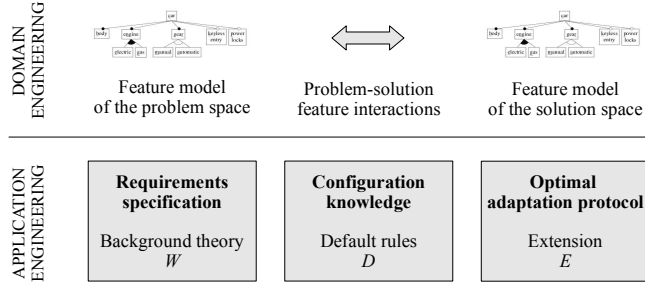 DOMAIN
ENGINEERING
car
body
engine
gear
keyless
entry
power
locks
electric
gas
manual
automatic
car
body
engine
gear
keyless
entry
power
locks
electric
gas
manual
automatic
Feature model
of the problem space
Problem-solution
feature interactions
Feature model
of the solution space
APPLICATION
ENGINEERING
Requirements
specification
Background theory
W
Configuration
knowledge
Default rules
D
Optimal
adaptation protocol
Extension
E